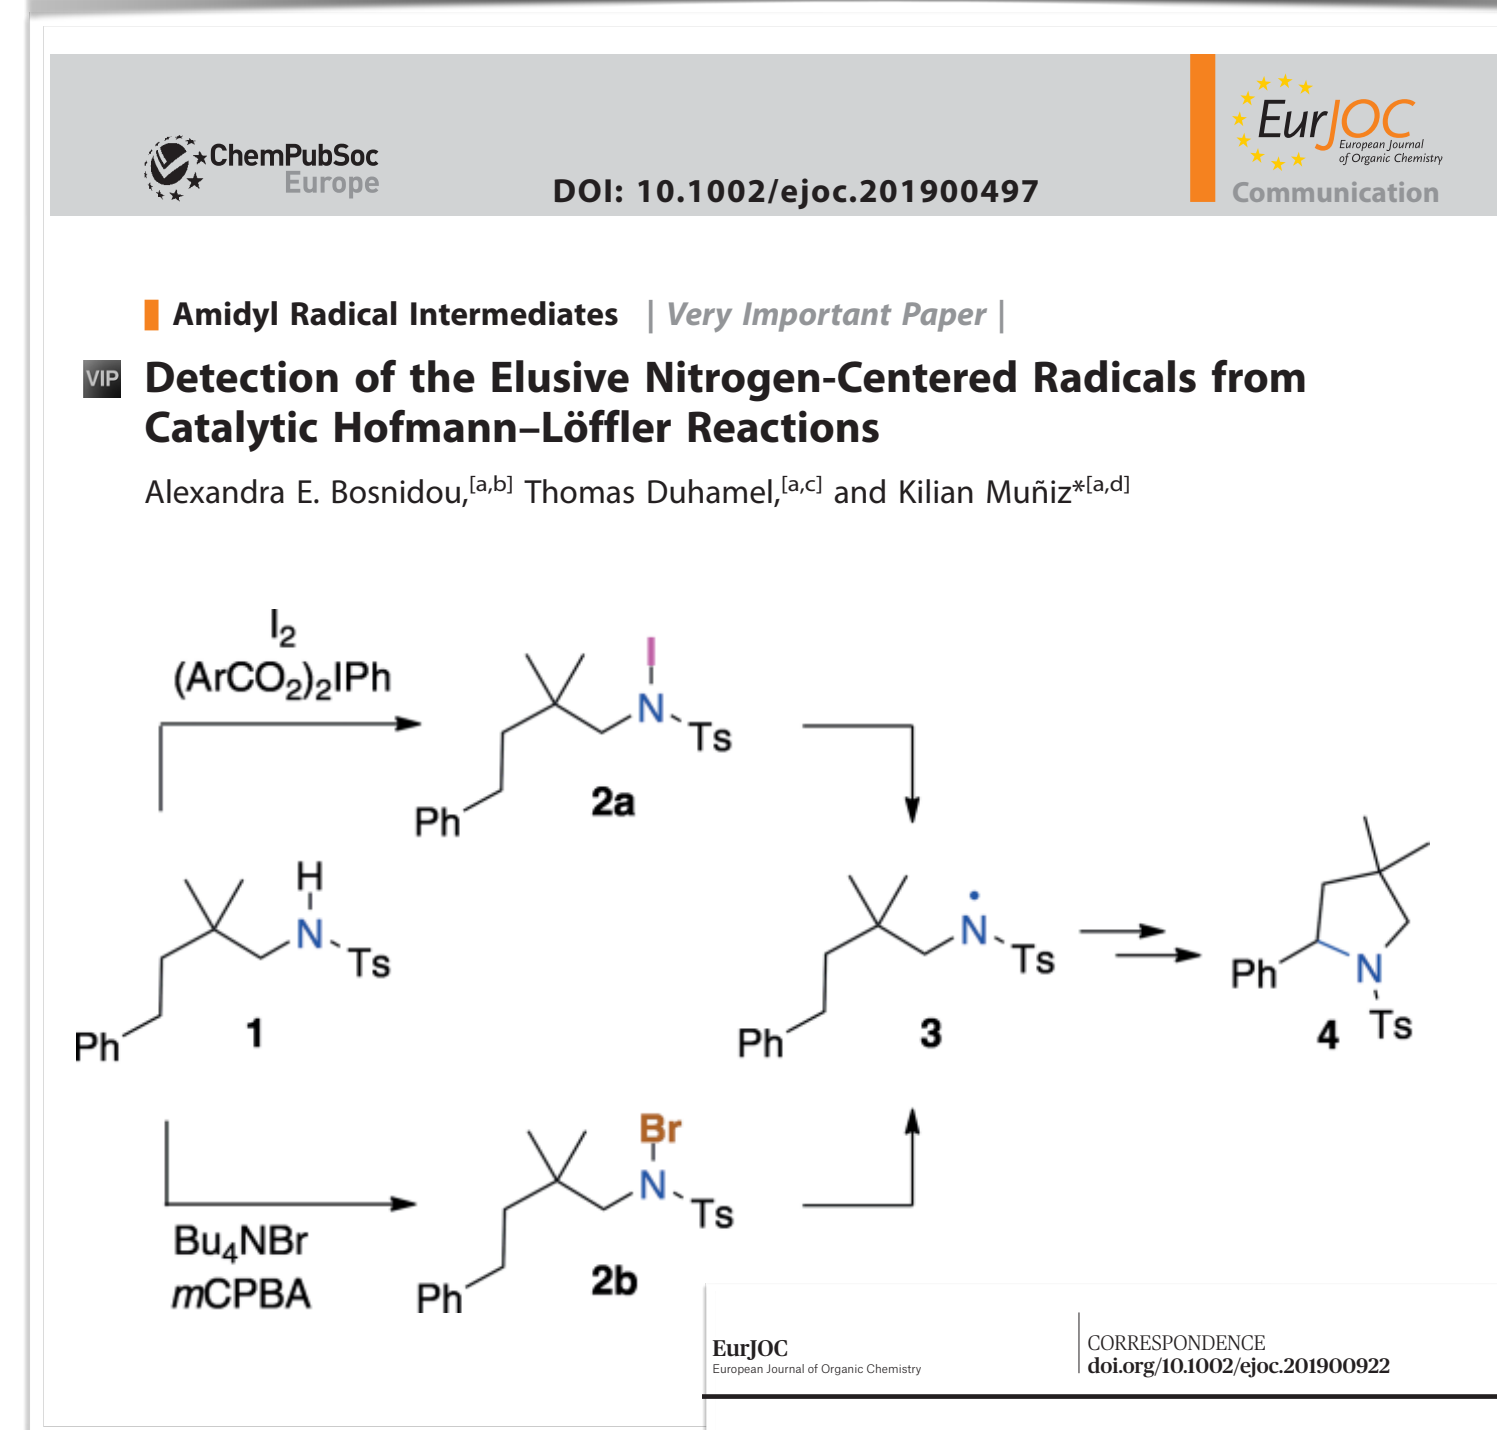 ChemPubSoc
Europe
DOI: 10.1002/ejoc.201900497
EurJOC
European Journal
of Organic Chemistry
Communication
Amidyl Radical Intermediates | Very Important Paper |
VIP
Detection of the Elusive Nitrogen-Centered Radicals from
Catalytic Hofmann–Löffler Reactions
Alexandra E. Bosnidou,[a,b] Thomas Duhamel,[a,c] and Kilian Muñiz*[a,d]
I2
(ArCO2)2IPh
I
N
Ts
Ph
2a
H
N
Ts
Ph
1
N
Ts
Ph
3
Ph
N
Ts
4
Bu4NBr
mCPBA
Br
N
Ts
Ph
2b
EurJOC
European Journal of Organic Chemistry
CORRESPONDENCE
doi.org/10.1002/ejoc.201900922